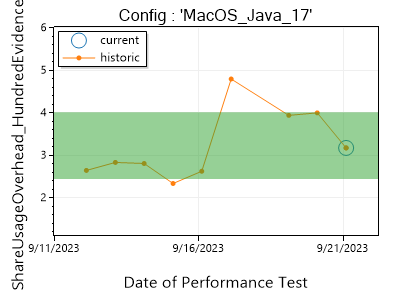 Config : 'MacOS_Java_17'
ShareUsageOverhead_HundredEvidence
current
historic
6
5
4
3
2
9/11/2023
9/16/2023
9/21/2023
Date of Performance Test